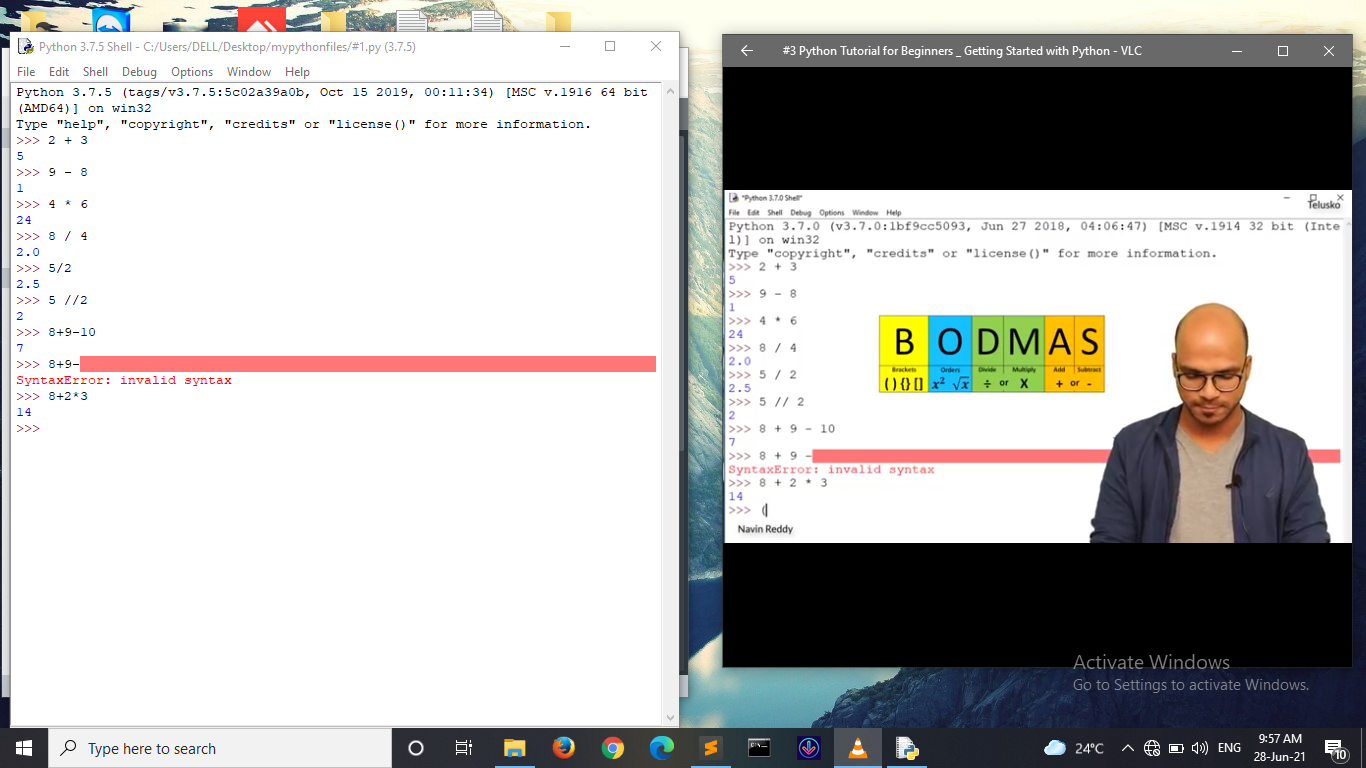 Python 3.7.5 Shell - C:/Users/DELL/Desktop/mypythonfiles/#1.py (3.7.5)
File Edit Shell Debug Options Window Help
Python 3.7.5 (tags/v3.7.5:5c02a39a0b, Oct 15 2019, 00:11:34) [MSC v.1916 64 bit
(AMD64)] on win32
Type "help", "copyright", "credits" or "license()" for more information.
>>> 2 + 3
5
>>> 9 - 8
1
>>> 4 * 6
24
>>> 8 / 4
2.0
>>> 5/2
2.5
>>> 5 //2
2
>>> 8+9-10
7
>>> 8+9-
SyntaxError: invalid syntax
>>> 8+2*3
14
>>>
#3 Python Tutorial for Beginners _ Getting Started with Python - VLC
"Python 3.7.0 Shell"
Telusko
File Edit Shell Debug Options Window Help
Python 3.7.0 (v3.7.0:1bf9cc5093, Jun 27 2018, 04:06:47) [MSC v.1914 32 bit (Inte
l)] on win32
Type "copyright", "credits" or "license()" for more information.
>>> 2 + 3
5
>>> 9 - 8
1
>>> 4 * 6
24
>>> 8 / 4
2.0
>>> 5 / 2
2.5
>>> 5 // 2
2
>>> 8 + 9 - 10
7
>>> 8 + 9 -
SyntaxError: invalid syntax
>>> 8 + 2 * 3
14
>>> (
B O D M A S
Brackets Orders Divide Multiply Add Subtract
( ) { } [ ] x² √x ÷ or X + or -
Navin Reddy
Activate Windows
Go to Settings to activate Windows.
Type here to search
24°C
ENG
9:57 AM
28-Jun-21
10